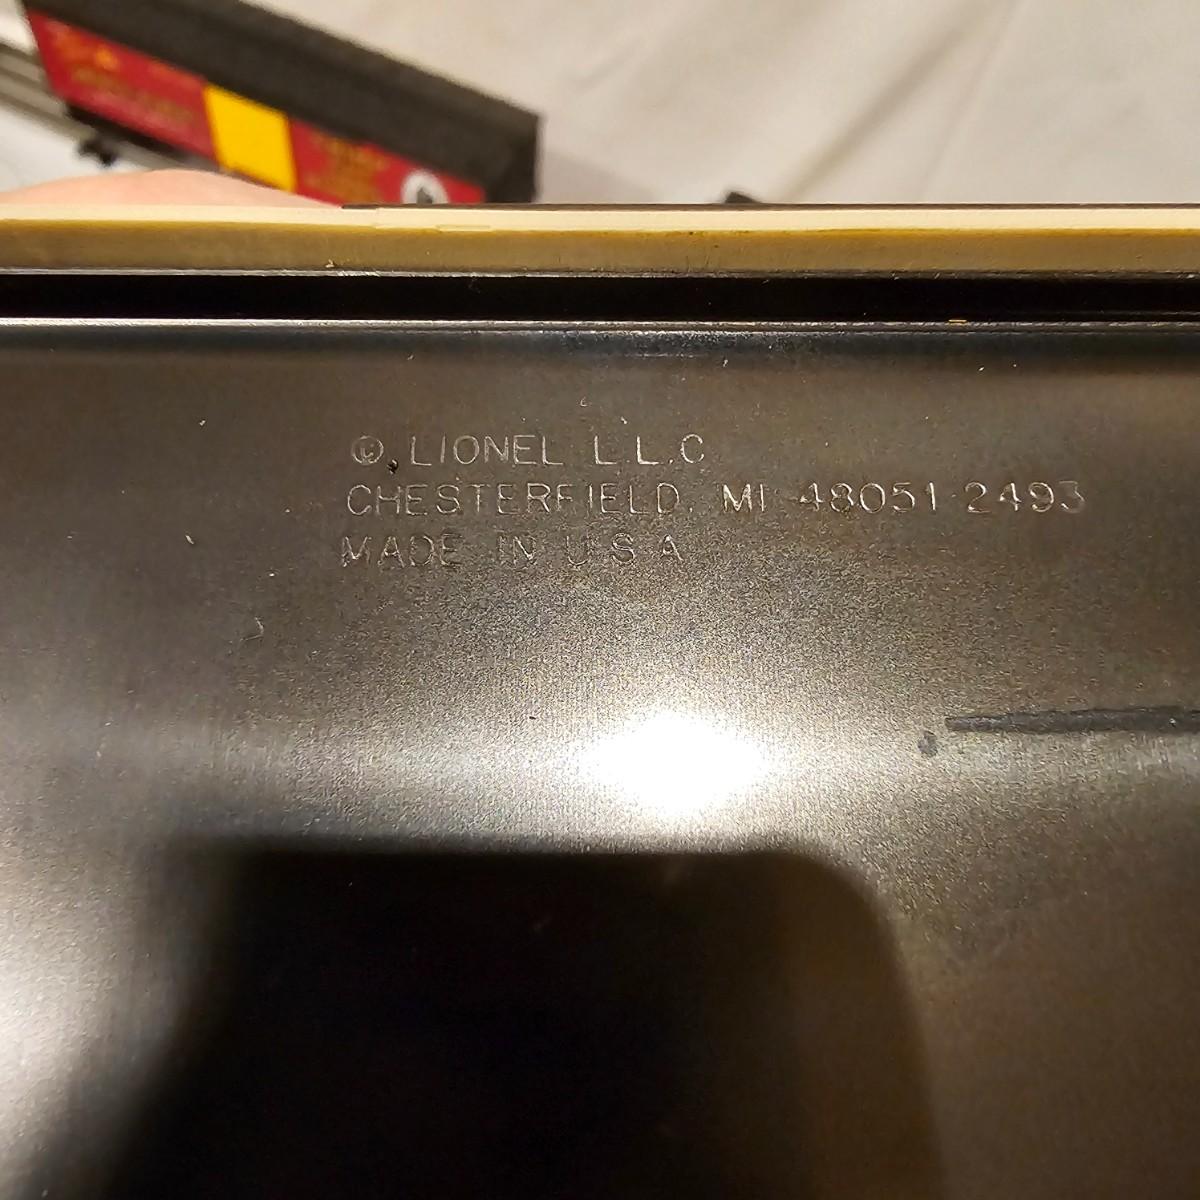 © LIONEL L.L.C
CHESTERFIELD, MI 48051-2493
MADE IN U.S.A